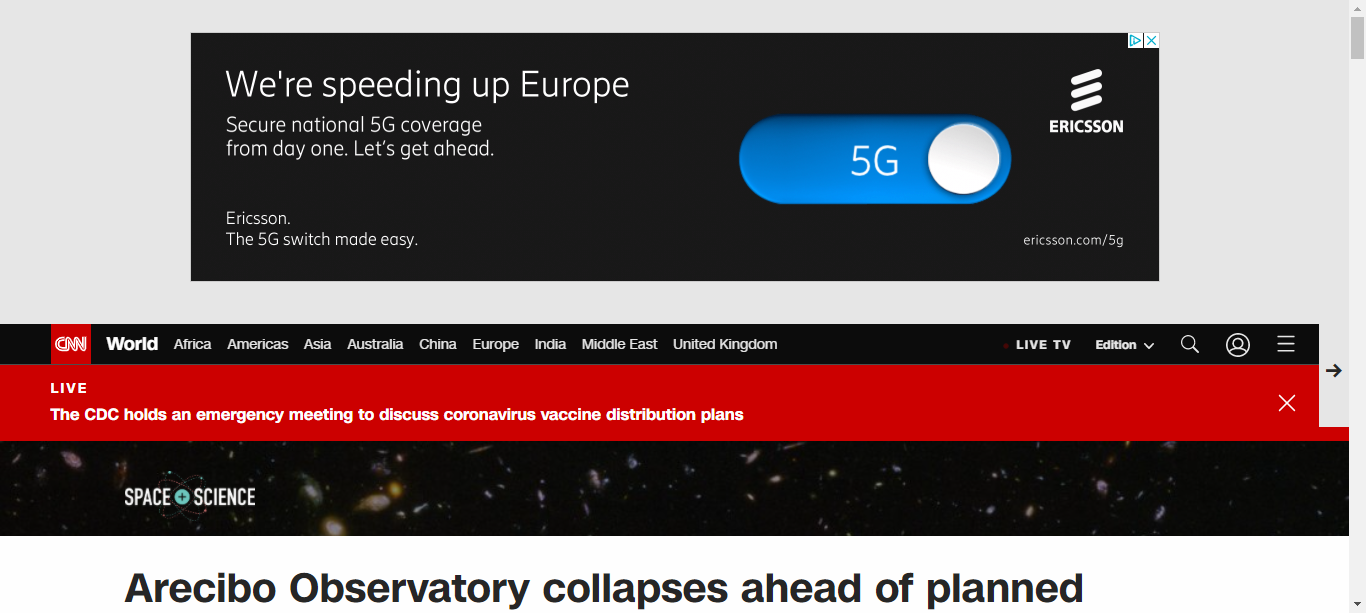 We're speeding up Europe
Secure national 5G coverage
from day one. Let's get ahead.
5G
ERICSSON
Ericsson.
The 5G switch made easy.
ericsson.com/5g
CNN World Africa Americas Asia Australia China Europe India Middle East United Kingdom LIVE TV Edition
LIVE
The CDC holds an emergency meeting to discuss coronavirus vaccine distribution plans
SPACE + SCIENCE
Arecibo Observatory collapses ahead of planned